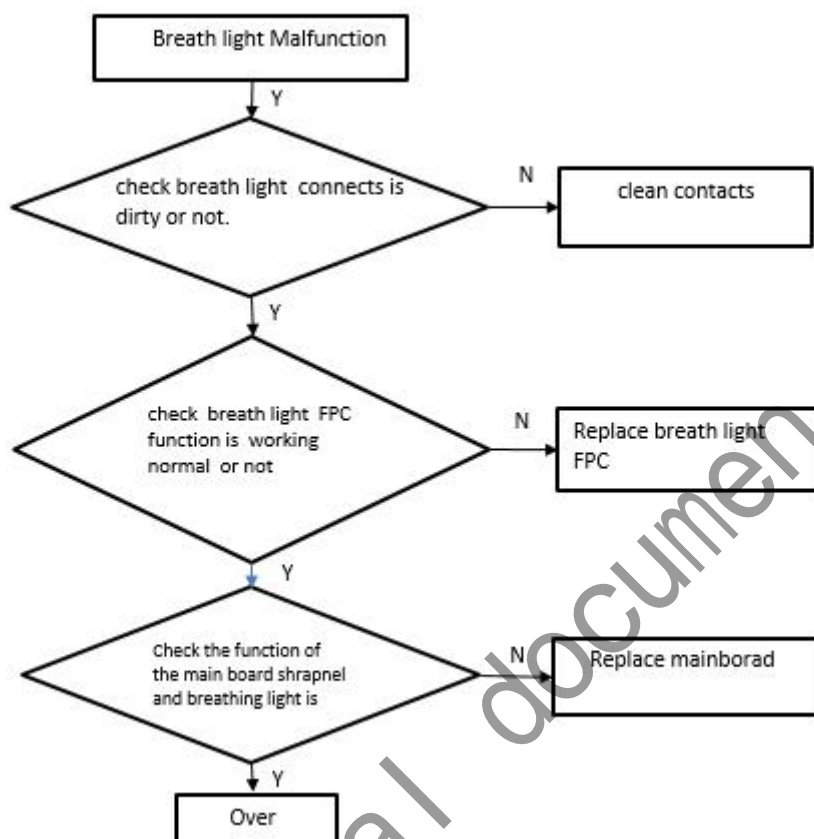 Breath light Malfunction
Y
check breath light connects is
dirty or not.
N
clean contacts
Y
check breath light FPC
function is working
normal or not
N
Replace breath light
FPC
Y
Check the function of
the main board shrapnel
and breathing light is
N
Replace mainborad
Y
Over